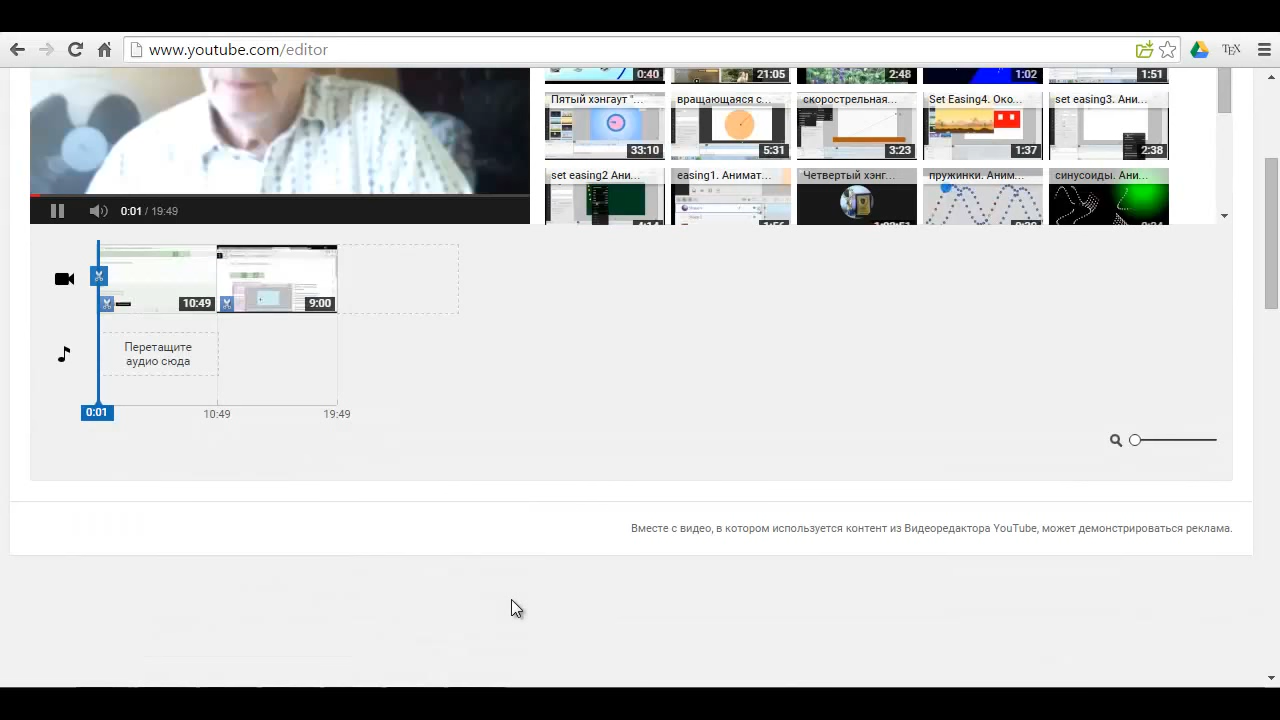 www.youtube.com/editor
TEX
0:40
21:05
2:48
1:02
1:51
Пятый хэнгаут "...
вращающаяся с...
скорострельная...
Set Easing4. Око...
set easing3. Ани...
33:10
5:31
3:23
1:37
2:38
set easing2 Ани...
easing1. Анимат...
Четвертый хэнг...
пружинки. Аним...
синусоиды. Ани...
0:01 / 19:49
10:49
9:00
Перетащите
аудио сюда
0:01
10:49
19:49
Вместе с видео, в котором используется контент из Видеоредактора YouTube, может демонстрироваться реклама.